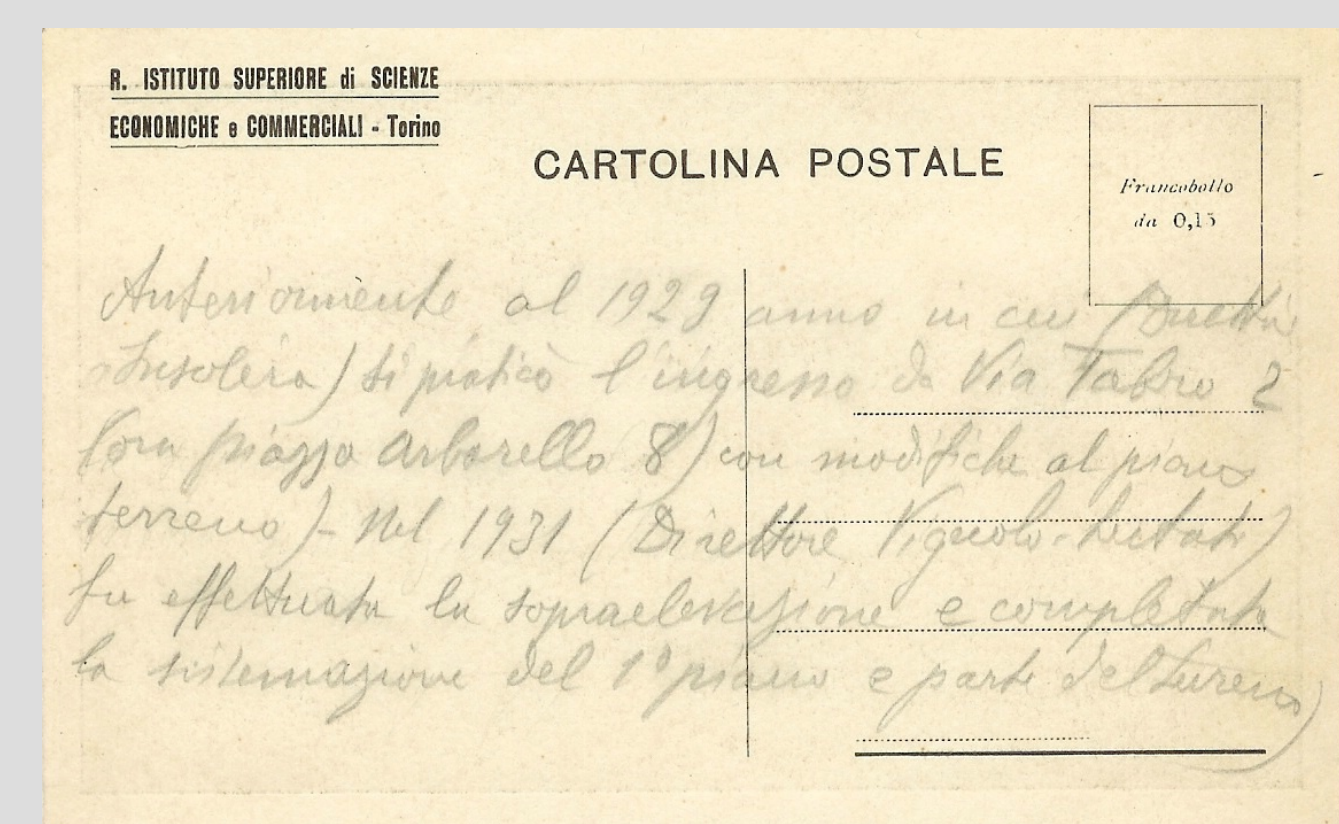 R. ISTITUTO SUPERIORE di SCIENZE
ECONOMICHE e COMMERCIALI - Torino
CARTOLINA POSTALE
Francobollo
da 0,15
Anteriormente al 1929 anno in cui (Direttore
Insolera) si praticò l'ingresso da Via Fabro 2
(ora piazza Arbarello 8) con modifiche al piano
terreno) - Nel 1931 (Direttore Vignolo-Lutati)
fu effettuata la sopraelevazione e completata
la sistemazione del 1° piano e parte del terreno)